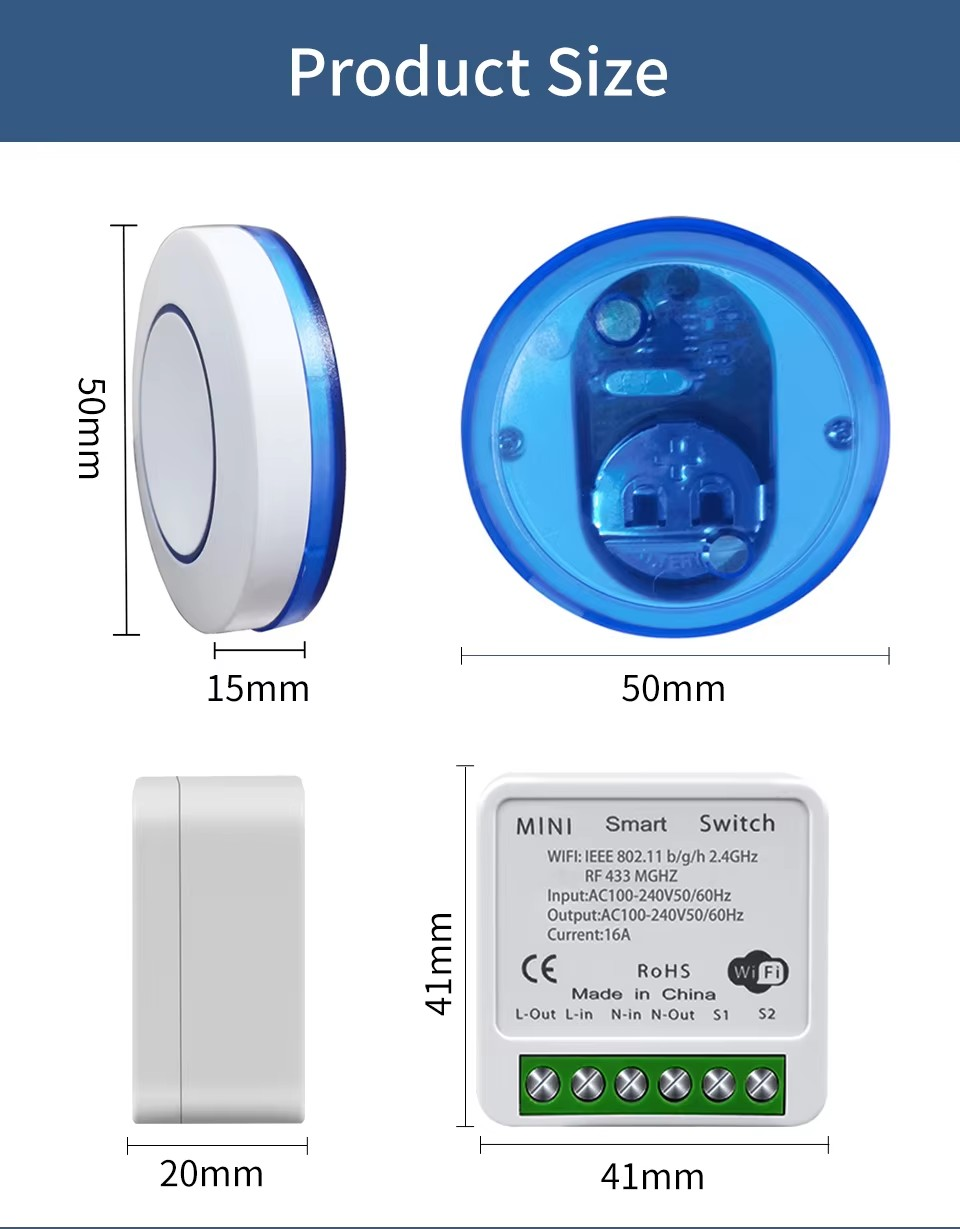 Product Size
50mm
15mm
50mm
41mm
MINI Smart Switch
WIFI: IEEE 802.11 b/g/h 2.4GHz
RF 433 MGHZ
Input:AC100-240V50/60Hz
Output:AC100-240V50/60Hz
Current:16A
CE RoHS WiFi
Made in China
L-Out L-in N-in N-Out S1 S2
20mm
41mm